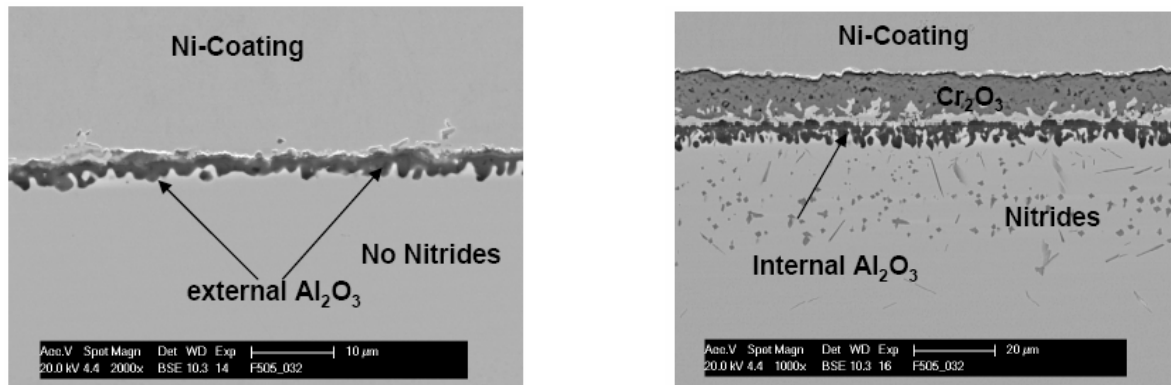 Ni-Coating
No Nitrides
external Al₂O₃
Acc.V Spot Magn Det WD Exp 10 µm
20.0 kV 4.4 2000x BSE 10.3 14 F505_032
Ni-Coating
Cr₂O₃
Nitrides
Internal Al₂O₃
Acc.V Spot Magn Det WD Exp 20 µm
20.0 kV 4.4 1000x BSE 10.3 16 F505_032